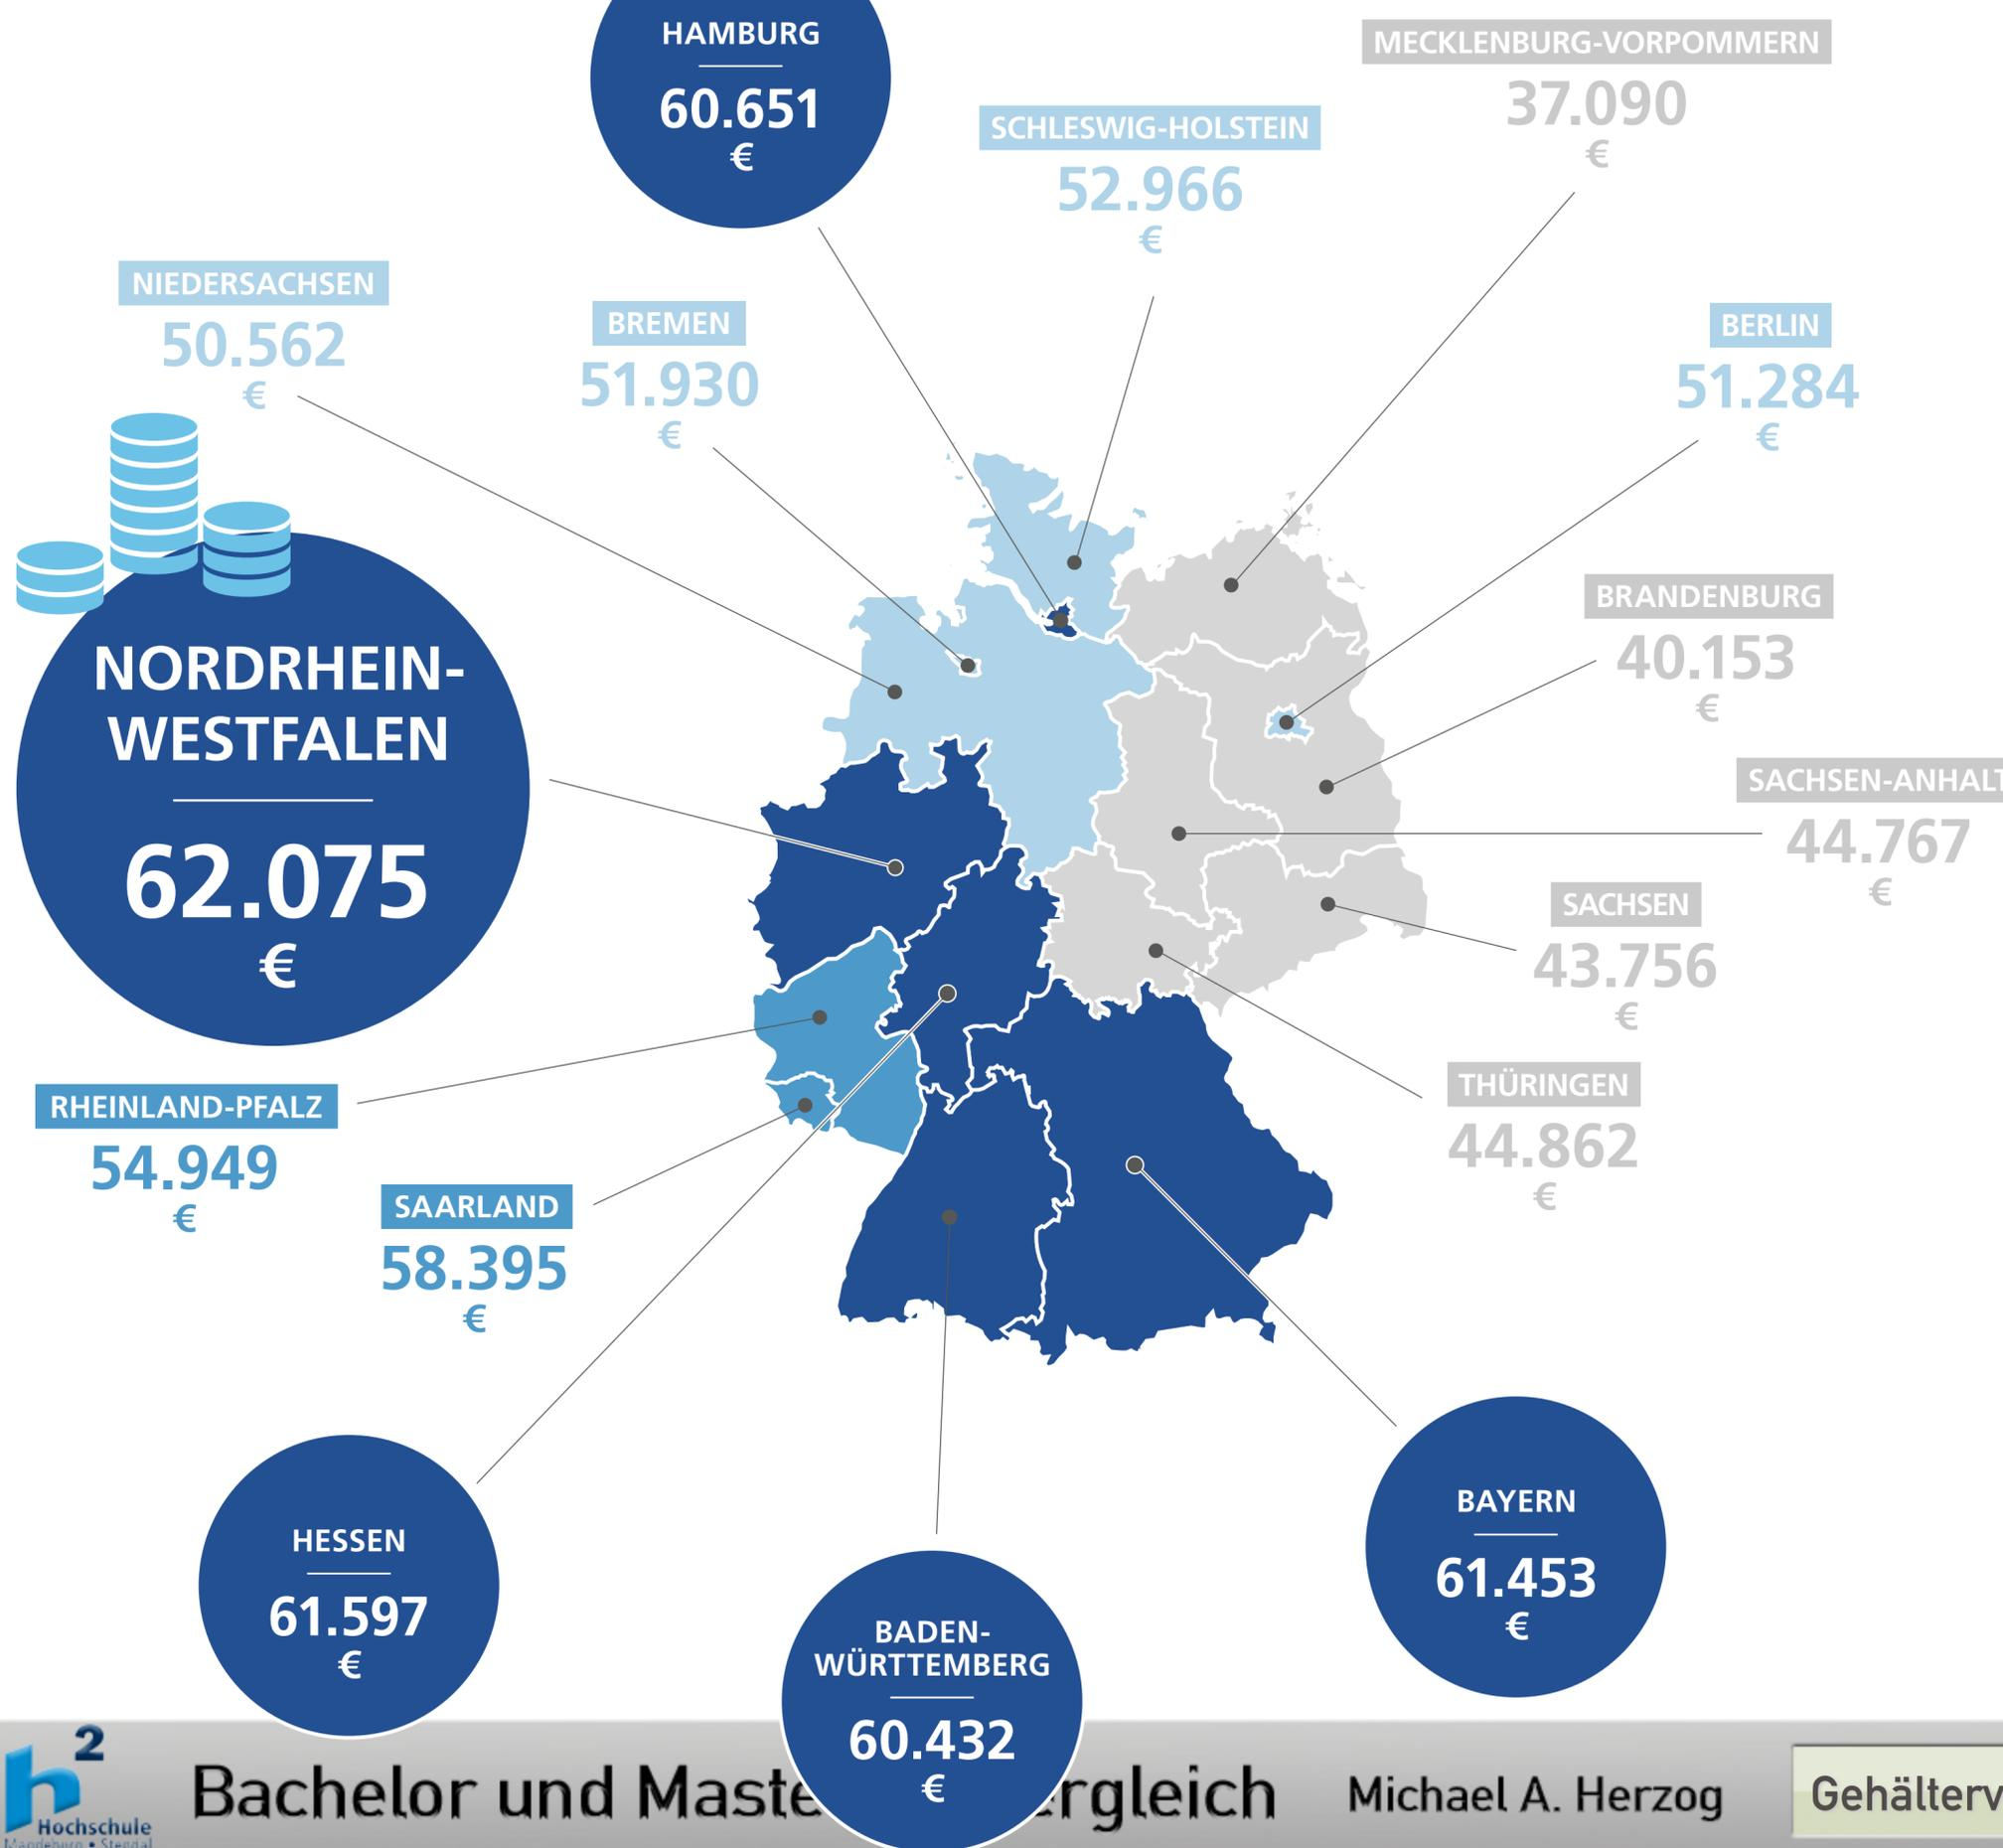 HAMBURG
60.651
€
MECKLENBURG-VORPOMMERN
37.090
€
SCHLESWIG-HOLSTEIN
52.966
€
NIEDERSACHSEN
50.562
€
BREMEN
51.930
€
BERLIN
51.284
€
NORDRHEIN-
WESTFALEN
62.075
€
BRANDENBURG
40.153
€
SACHSEN-ANHALT
44.767
€
SACHSEN
43.756
€
THÜRINGEN
44.862
€
RHEINLAND-PFALZ
54.949
€
SAARLAND
58.395
€
HESSEN
61.597
€
BADEN-
WÜRTTEMBERG
60.432
€
BAYERN
61.453
€
h2
Hochschule
Magdeburg • Stendal
Bachelor und Maste ergleich
Michael A. Herzog
Gehälterv